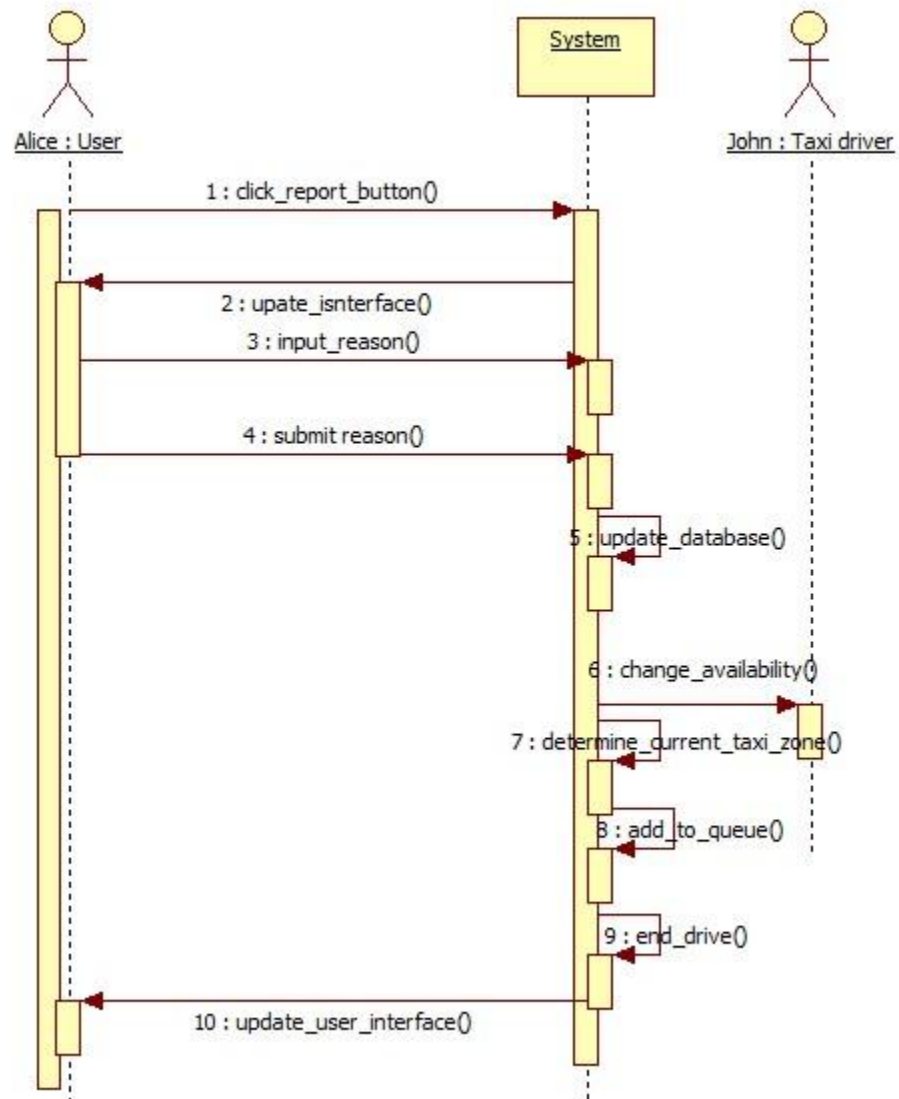 System
Alice : User
John : Taxi driver
1 : click_report_button()
2 : upate_isnterface()
3 : input_reason()
4 : submit reason()
5 : update_database()
6 : change_availability()
7 : determine_current_taxi_zone()
8 : add_to_queue()
9 : end_drive()
10 : update_user_interface()